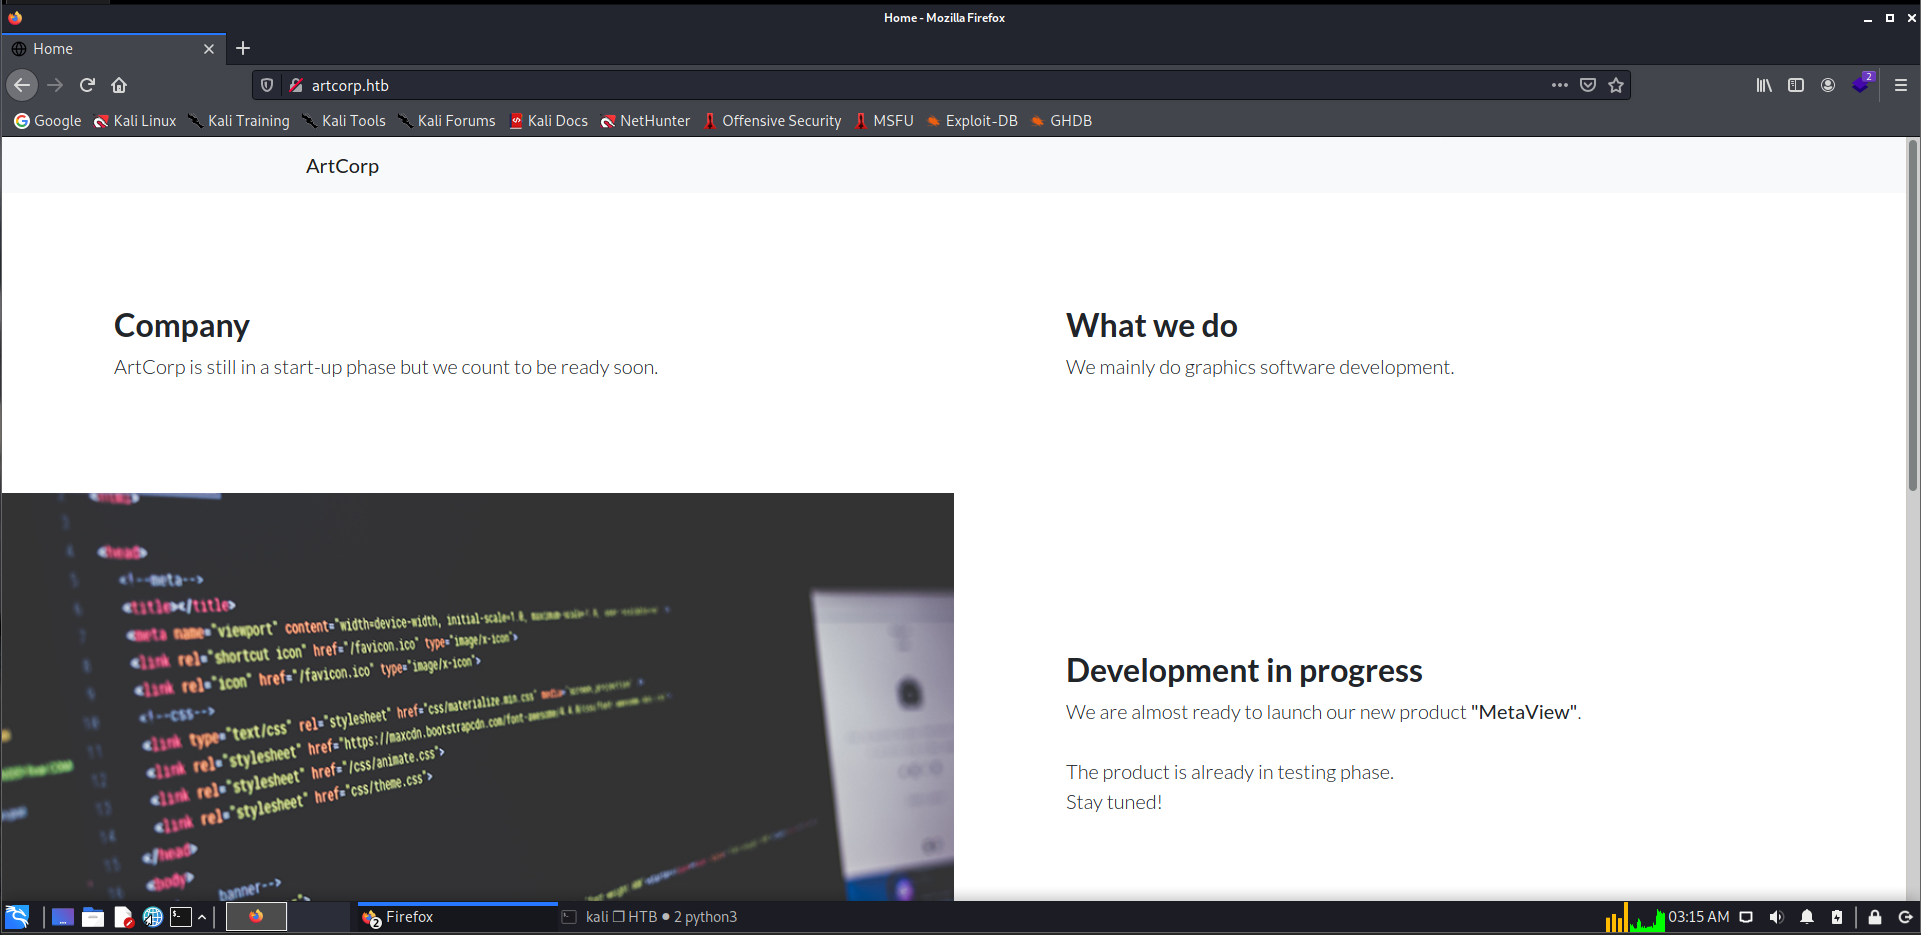 Home - Mozilla Firefox
Home
artcorp.htb
2
Google Kali Linux Kali Training Kali Tools Kali Forums Kali Docs NetHunter Offensive Security MSFU Exploit-DB GHDB
ArtCorp
Company
ArtCorp is still in a start-up phase but we count to be ready soon.
What we do
We mainly do graphics software development.
<head>
<!--meta-->
<title></title>
<meta name="viewport" content="width=device-width, initial-scale=1.0,
<link rel="shortcut icon" href="/favicon.ico" type="image/x-icon">
<link rel="icon" href="/favicon.ico" type="image/x-icon">
<!--css-->
<link type="text/css" rel="stylesheet" href="css/materialize.min.css"
<link rel="stylesheet" href="https://maxcdn.bootstrapcdn.com/font-awesome/
<link rel="stylesheet" href="/css/animate.css">
<link rel="stylesheet" href="css/theme.css">
</head>
<body>
banner-->
Development in progress
We are almost ready to launch our new product "MetaView".
The product is already in testing phase.
Stay tuned!
2 Firefox
kali HTB ● 2 python3
03:15 AM